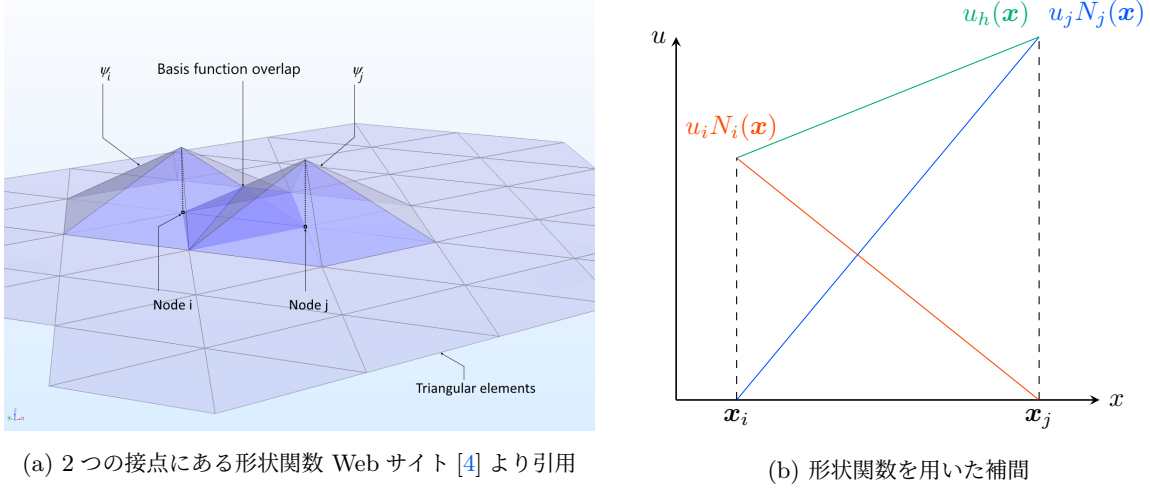 ψi
Basis function overlap
ψj
Node i
Node j
Triangular elements
(a) 2 つの接点にある形状関数 Web サイト [4] より引用
uh(x)
ujNj(x)
u
uiNi(x)
xi
xj
x
(b) 形状関数を用いた補間